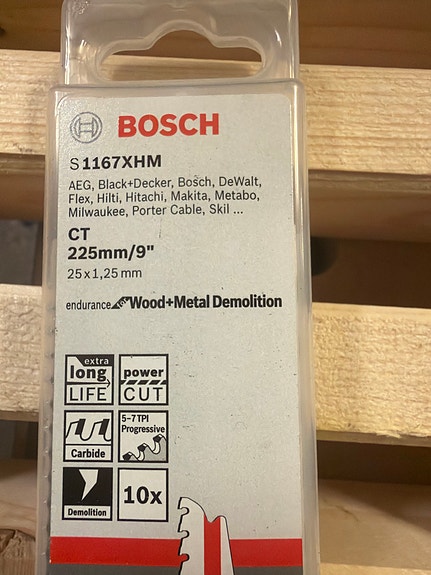 BOSCH
S 1167XHM
AEG, Black+Decker, Bosch, DeWalt,
Flex, Hilti, Hitachi, Makita, Metabo,
Milwaukee, Porter Cable, Skil ...
CT
225mm/9"
25 x 1,25 mm
endurance for Wood+Metal Demolition
extra
long
LIFE
power
CUT
Carbide
5-7 TPI
Progressive
Demolition
10x